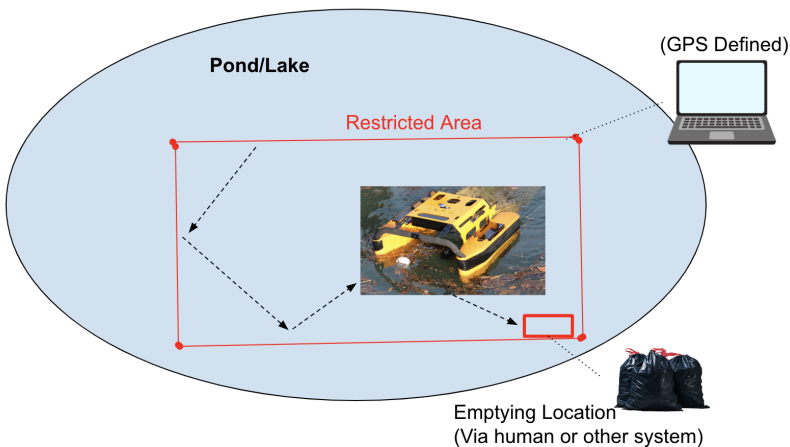 (GPS Defined)
Pond/Lake
Restricted Area
Emptying Location
(Via human or other system)